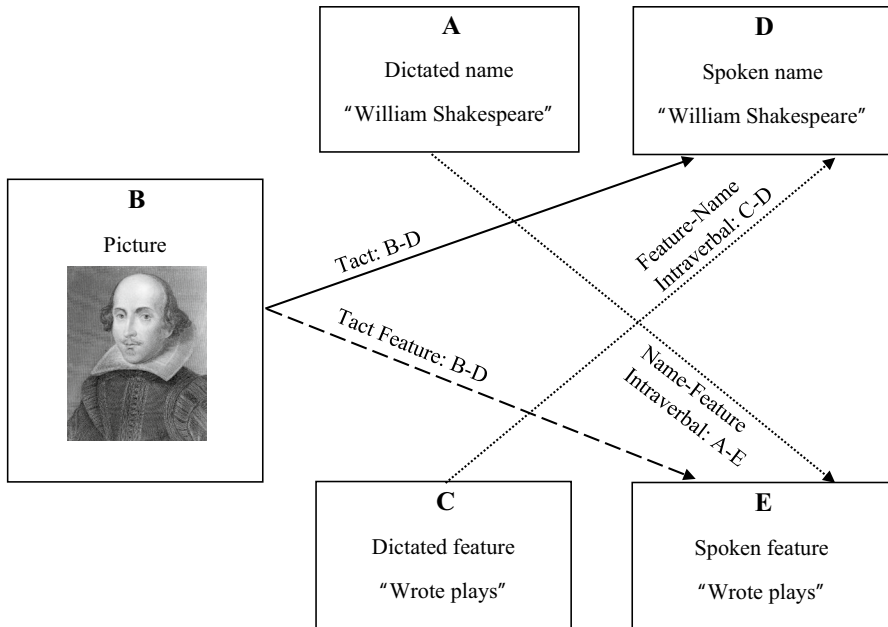 A
Dictated name
“William Shakespeare”
D
Spoken name
“William Shakespeare”
B
Picture
Tact: B-D
Feature-Name
Intraverbal: C-D
Tact Feature: B-D
Name-Feature
Intraverbal: A-E
C
Dictated feature
“Wrote plays”
E
Spoken feature
“Wrote plays”